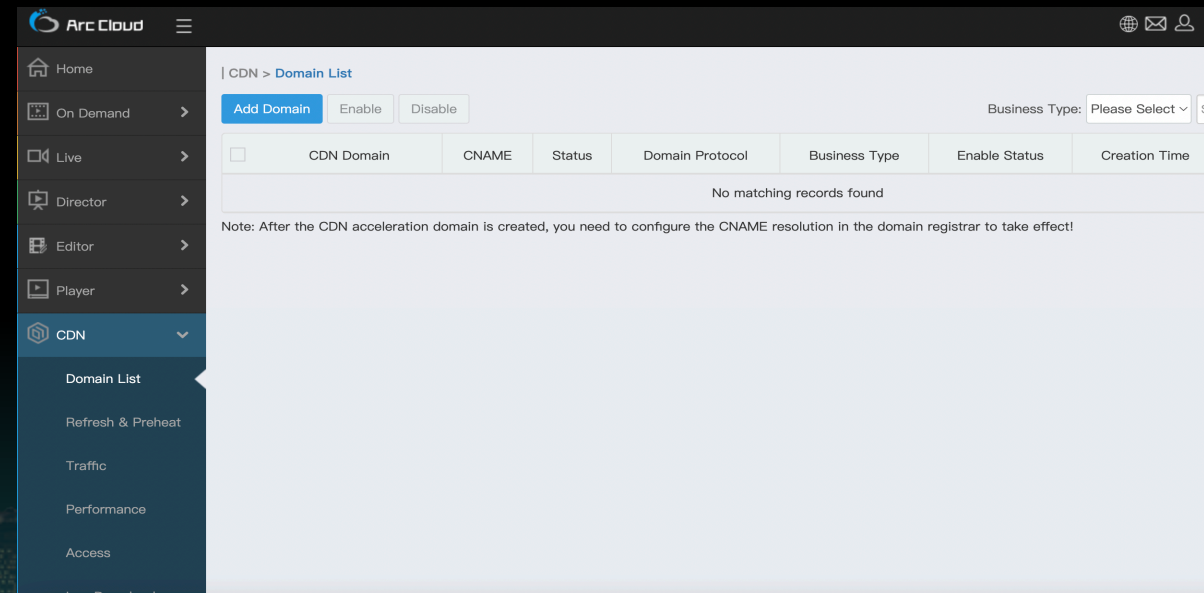 Arc Cloud
Home
On Demand
Live
Director
Editor
Player
CDN
Domain List
Refresh & Preheat
Traffic
Performance
Access
| CDN > Domain List
Add Domain Enable Disable Business Type: Please Select
CDN Domain CNAME Status Domain Protocol Business Type Enable Status Creation Time
No matching records found
Note: After the CDN acceleration domain is created, you need to configure the CNAME resolution in the domain registrar to take effect!